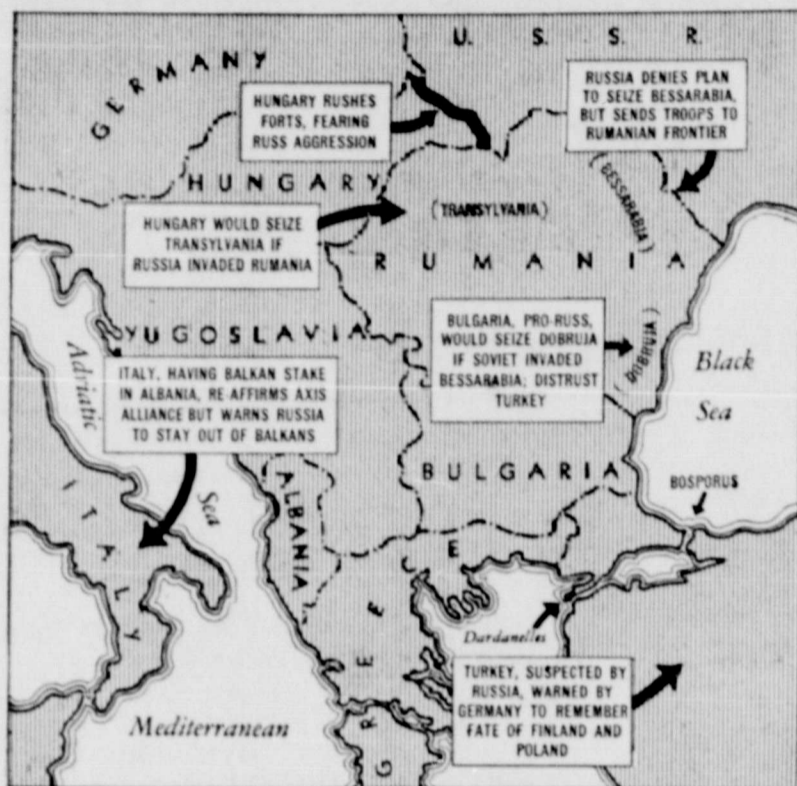 U. S. S. R.
GERMANY
HUNGARY RUSHES
FORTS, FEARING
RUSS AGGRESSION
RUSSIA DENIES PLAN
TO SEIZE BESSARABIA,
BUT SENDS TROOPS TO
RUMANIAN FRONTIER
HUNGARY
(TRANSYLVANIA)
(BESSARABIA)
HUNGARY WOULD SEIZE
TRANSYLVANIA IF
RUSSIA INVADED RUMANIA
RUMANIA
YUGOSLAVIA
BULGARIA, PRO-RUSS,
WOULD SEIZE DOBRUJA
IF SOVIET INVADED
BESSARABIA; DISTRUST
TURKEY
(DOBRUJA)
Black
Sea
Adriatic
Sea
ITALY, HAVING BALKAN STAKE
IN ALBANIA, RE-AFFIRMS AXIS
ALLIANCE BUT WARNS RUSSIA
TO STAY OUT OF BALKANS
BULGARIA
BOSPORUS
ITALY
ALBANIA
GREECE
Dardanelles
TURKEY, SUSPECTED BY
RUSSIA, WARNED BY
GERMANY TO REMEMBER
FATE OF FINLAND AND
POLAND
Mediterranean